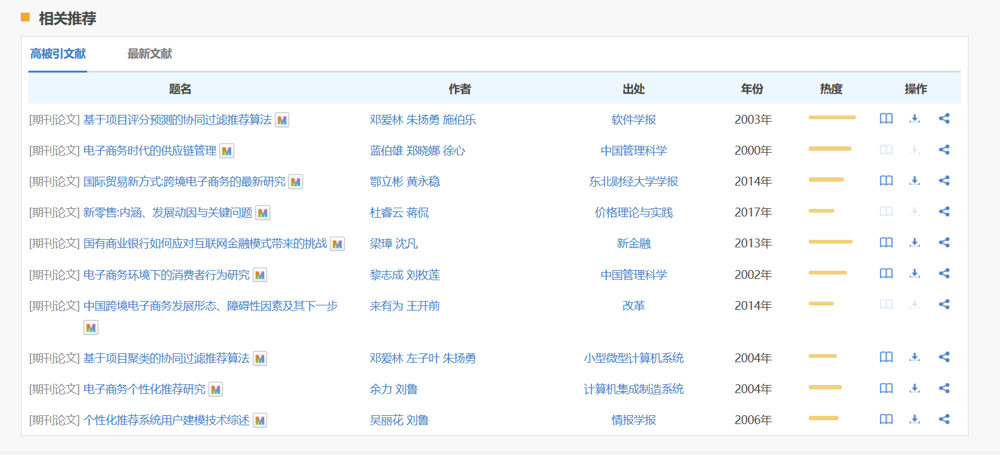 相关推荐
高被引文献 最新文献
题名 作者 出处 年份 热度 操作
[期刊论文] 基于项目评分预测的协同过滤推荐算法 M 邓爱林 朱扬勇 施伯乐 软件学报 2003年
[期刊论文] 电子商务时代的供应链管理 M 蓝伯雄 郑晓娜 徐心 中国管理科学 2000年
[期刊论文] 国际贸易新方式:跨境电子商务的最新研究 M 鄂立彬 黄永稳 东北财经大学学报 2014年
[期刊论文] 新零售:内涵、发展动因与关键问题 M 杜睿云 蒋侃 价格理论与实践 2017年
[期刊论文] 国有商业银行如何应对互联网金融模式带来的挑战 M 梁璋 沈凡 新金融 2013年
[期刊论文] 电子商务环境下的消费者行为研究 M 黎志成 刘枚莲 中国管理科学 2002年
[期刊论文] 中国跨境电子商务发展形态、障碍性因素及其下一步 来有为 王开前 改革 2014年
M
[期刊论文] 基于项目聚类的协同过滤推荐算法 M 邓爱林 左子叶 朱扬勇 小型微型计算机系统 2004年
[期刊论文] 电子商务个性化推荐研究 M 余力 刘鲁 计算机集成制造系统 2004年
[期刊论文] 个性化推荐系统用户建模技术综述 M 吴丽花 刘鲁 情报学报 2006年